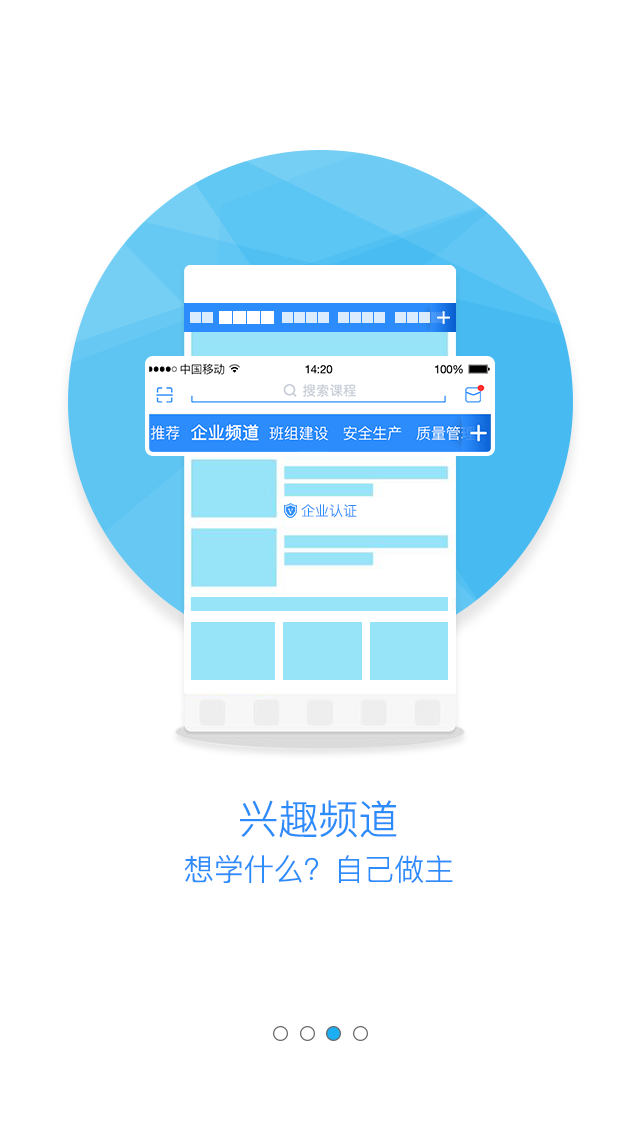 中国移动 14:20 100%
搜索课程
推荐 企业频道 班组建设 安全生产 质量管理
企业认证
兴趣频道
想学什么？自己做主